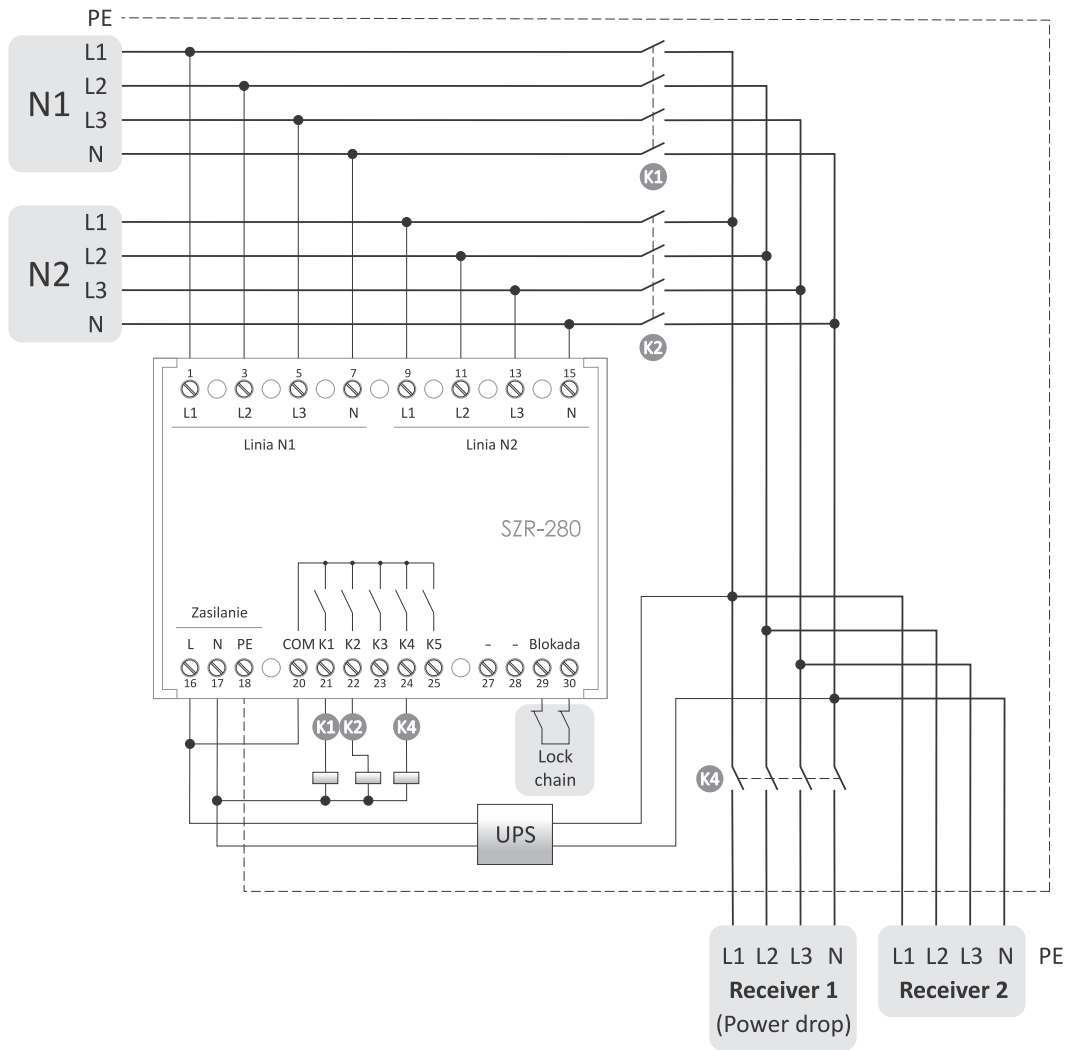 PE
L1
N1
L2
L3
N
K1
L1
N2
L2
L3
N
K2
1 3 5 7 9 11 13 15
L1 L2 L3 N L1 L2 L3 N
Linia N1 Linia N2
SZR-280
Zasilanie
L N PE COM K1 K2 K3 K4 K5 – – Blokada
16 17 18 20 21 22 23 24 25 27 28 29 30
K1 K2 K4
Lock
chain
K4
UPS
L1 L2 L3 N L1 L2 L3 N PE
Receiver 1 Receiver 2
(Power drop)